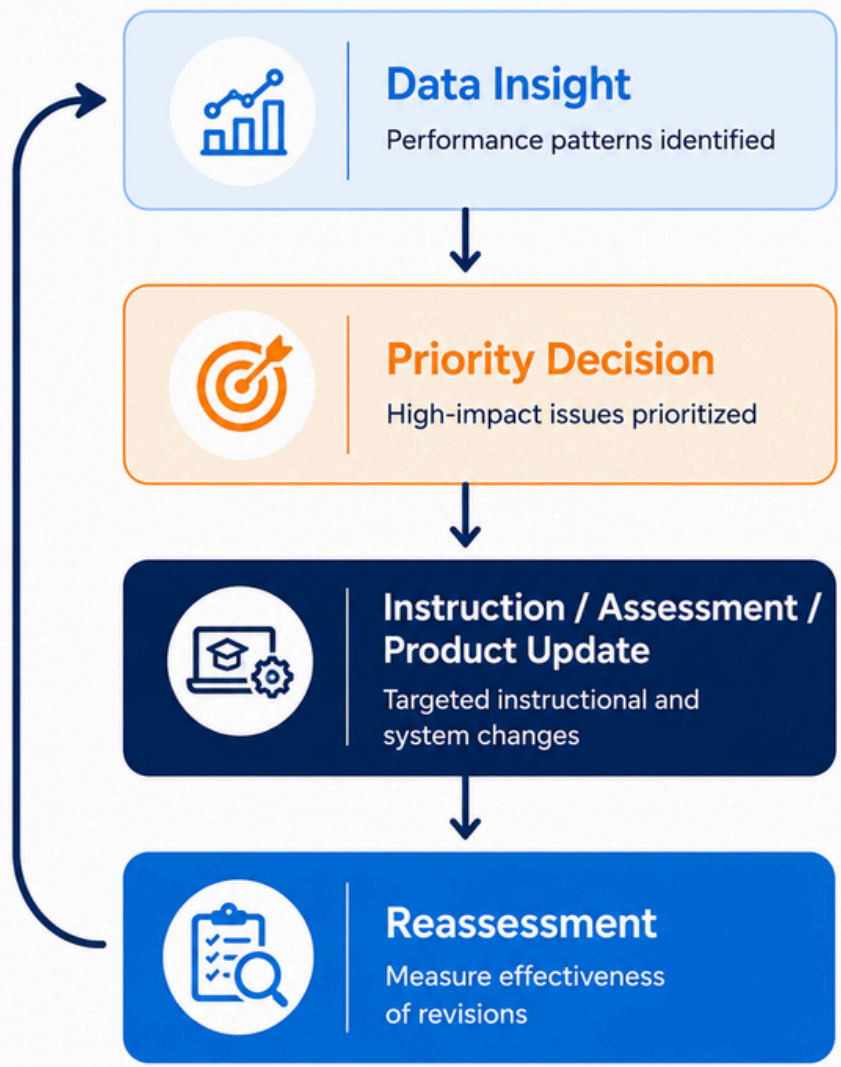 Data Insight
Performance patterns identified
Priority Decision
High-impact issues prioritized
Instruction / Assessment /
Product Update
Targeted instructional and
system changes
Reassessment
Measure effectiveness
of revisions